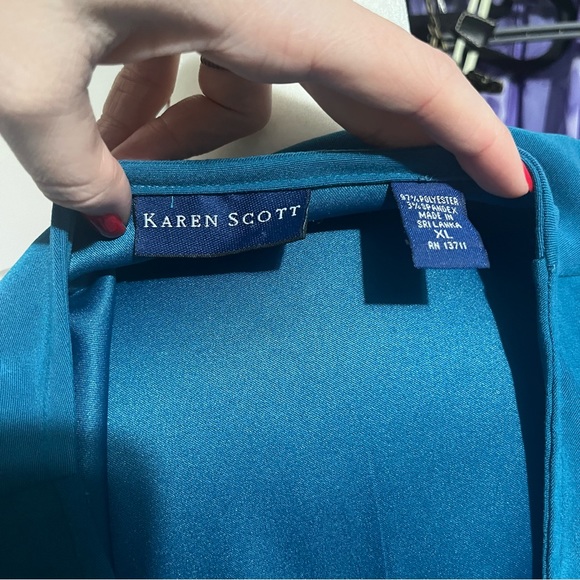 KAREN SCOTT
97% POLYESTER
3% SPANDEX
MADE IN
SRI LANKA
XL
RN 13711